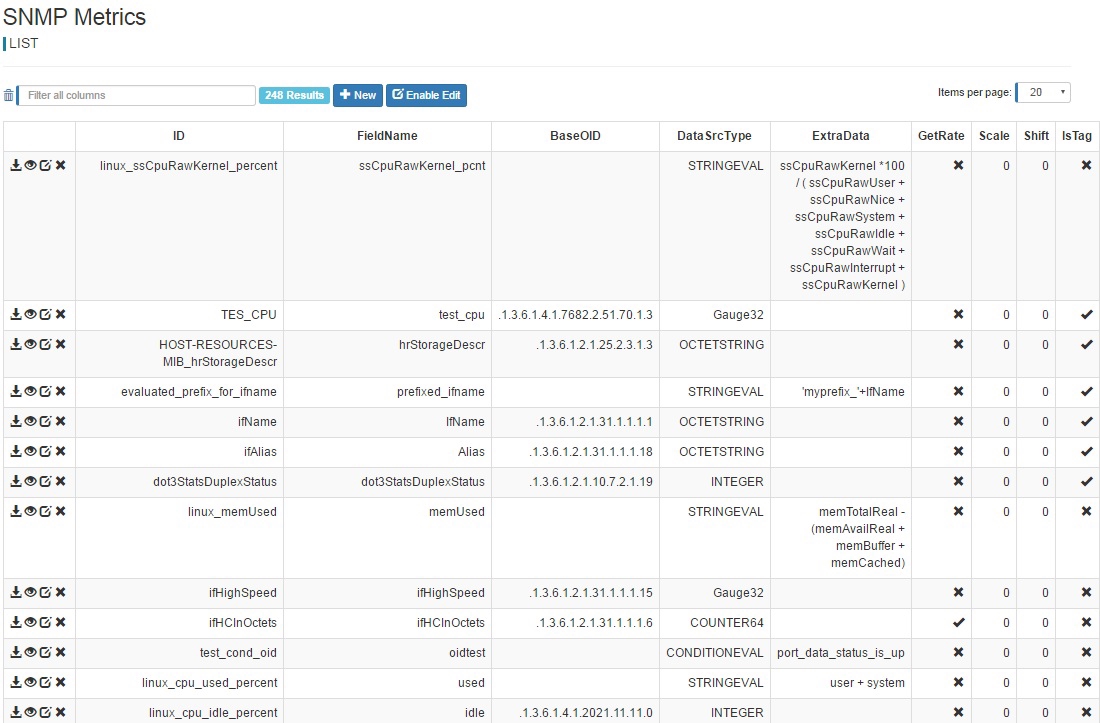 SNMP Metrics
LIST
Filter all columns 248 Results New Enable Edit Items per page: 20
ID FieldName BaseOID DataSrcType ExtraData GetRate Scale Shift IsTag
linux_ssCpuRawKernel_percent ssCpuRawKernel_pcnt STRINGEVAL ssCpuRawKernel *100 0 0
/ ( ssCpuRawUser +
ssCpuRawNice +
ssCpuRawSystem +
ssCpuRawIdle +
ssCpuRawWait +
ssCpuRawInterrupt +
ssCpuRawKernel )
TES_CPU test_cpu .1.3.6.1.4.1.7682.2.51.70.1.3 Gauge32 0 0
HOST-RESOURCES- hrStorageDescr .1.3.6.1.2.1.25.2.3.1.3 OCTETSTRING 0 0
MIB_hrStorageDescr
evaluated_prefix_for_ifname prefixed_ifname STRINGEVAL 'myprefix_'+IfName 0 0
ifName IfName .1.3.6.1.2.1.31.1.1.1.1 OCTETSTRING 0 0
ifAlias Alias .1.3.6.1.2.1.31.1.1.1.18 OCTETSTRING 0 0
dot3StatsDuplexStatus dot3StatsDuplexStatus .1.3.6.1.2.1.10.7.2.1.19 INTEGER 0 0
linux_memUsed memUsed STRINGEVAL memTotalReal - 0 0
(memAvailReal +
memBuffer +
memCached)
ifHighSpeed ifHighSpeed .1.3.6.1.2.1.31.1.1.1.15 Gauge32 0 0
ifHCInOctets ifHCInOctets .1.3.6.1.2.1.31.1.1.1.6 COUNTER64 0 0
test_cond_oid oidtest CONDITIONEVAL port_data_status_is_up 0 0
linux_cpu_used_percent used STRINGEVAL user + system 0 0
linux_cpu_idle_percent idle .1.3.6.1.4.1.2021.11.11.0 INTEGER 0 0